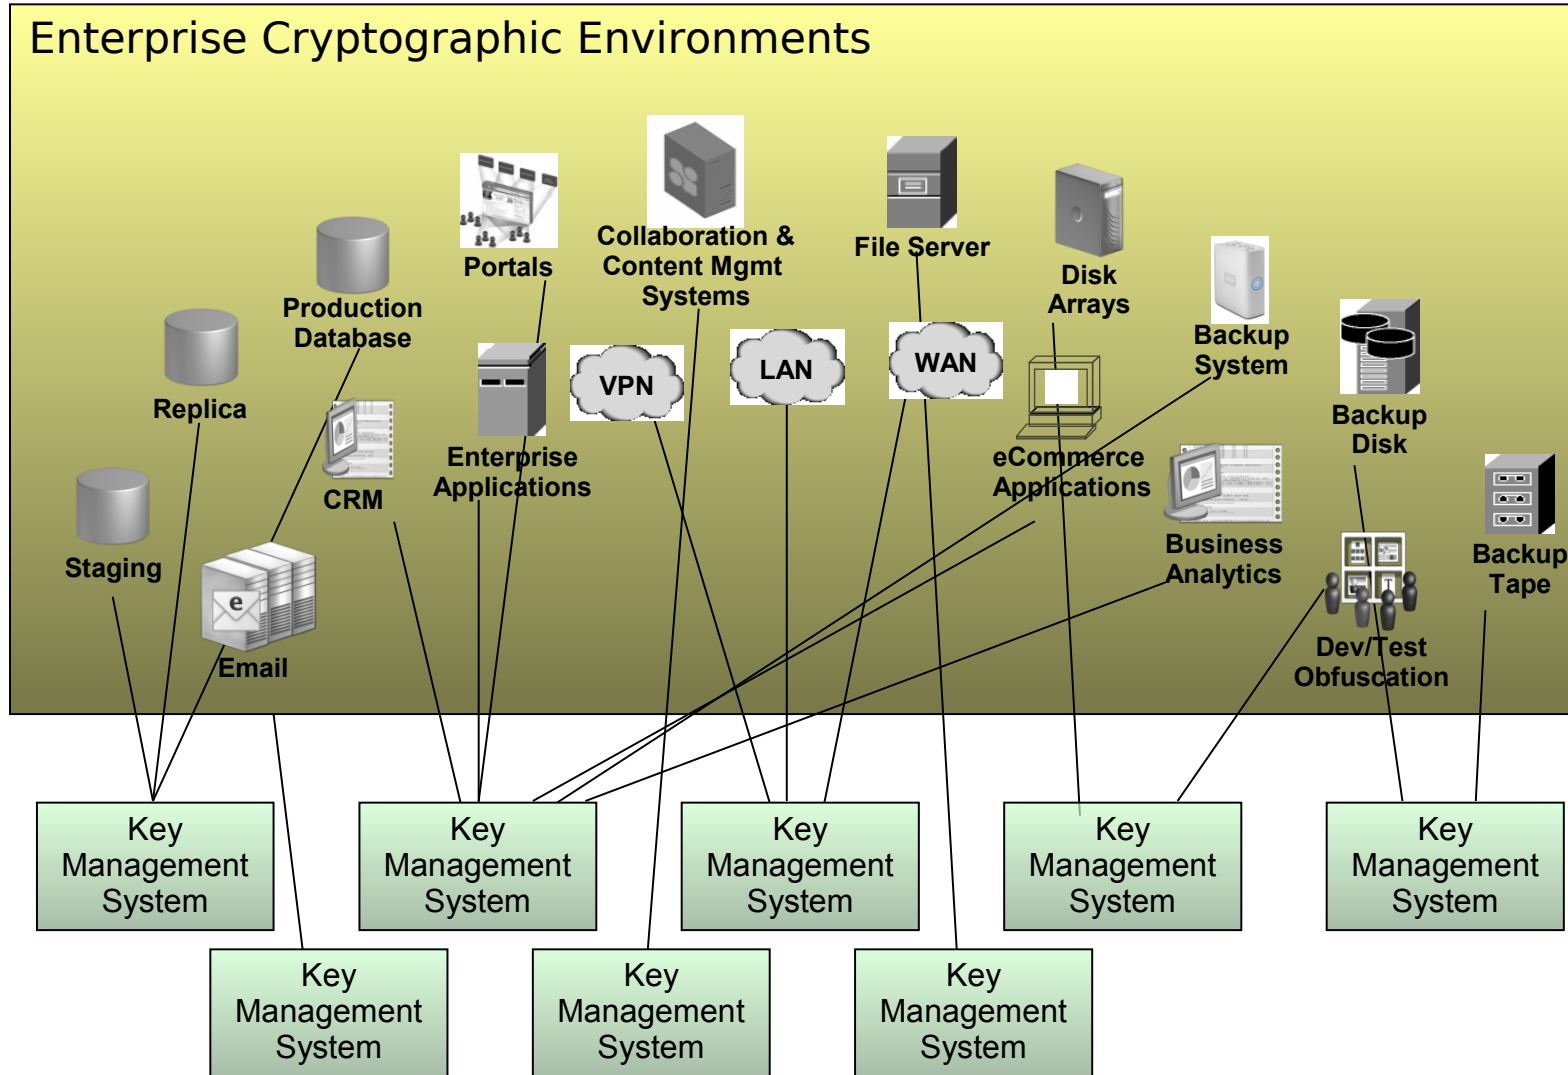 Enterprise Cryptographic Environments
Portals
Collaboration &
Content Mgmt
Systems
File Server
Disk
Arrays
Production
Database
Backup
System
Replica
VPN
LAN
WAN
Backup
Disk
CRM
Enterprise
Applications
eCommerce
Applications
Staging
e
Email
Business
Analytics
T
Dev/Test
Obfuscation
Backup
Tape
Key
Management
System
Key
Management
System
Key
Management
System
Key
Management
System
Key
Management
System
Key
Management
System
Key
Management
System
Key
Management
System